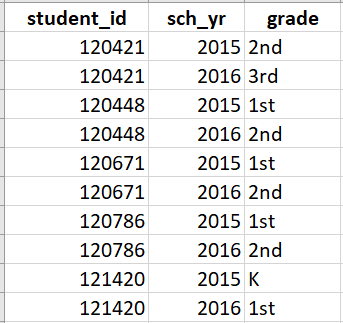 student_id sch_yr grade
120421 2015 2nd
120421 2016 3rd
120448 2015 1st
120448 2016 2nd
120671 2015 1st
120671 2016 2nd
120786 2015 1st
120786 2016 2nd
121420 2015 K
121420 2016 1st